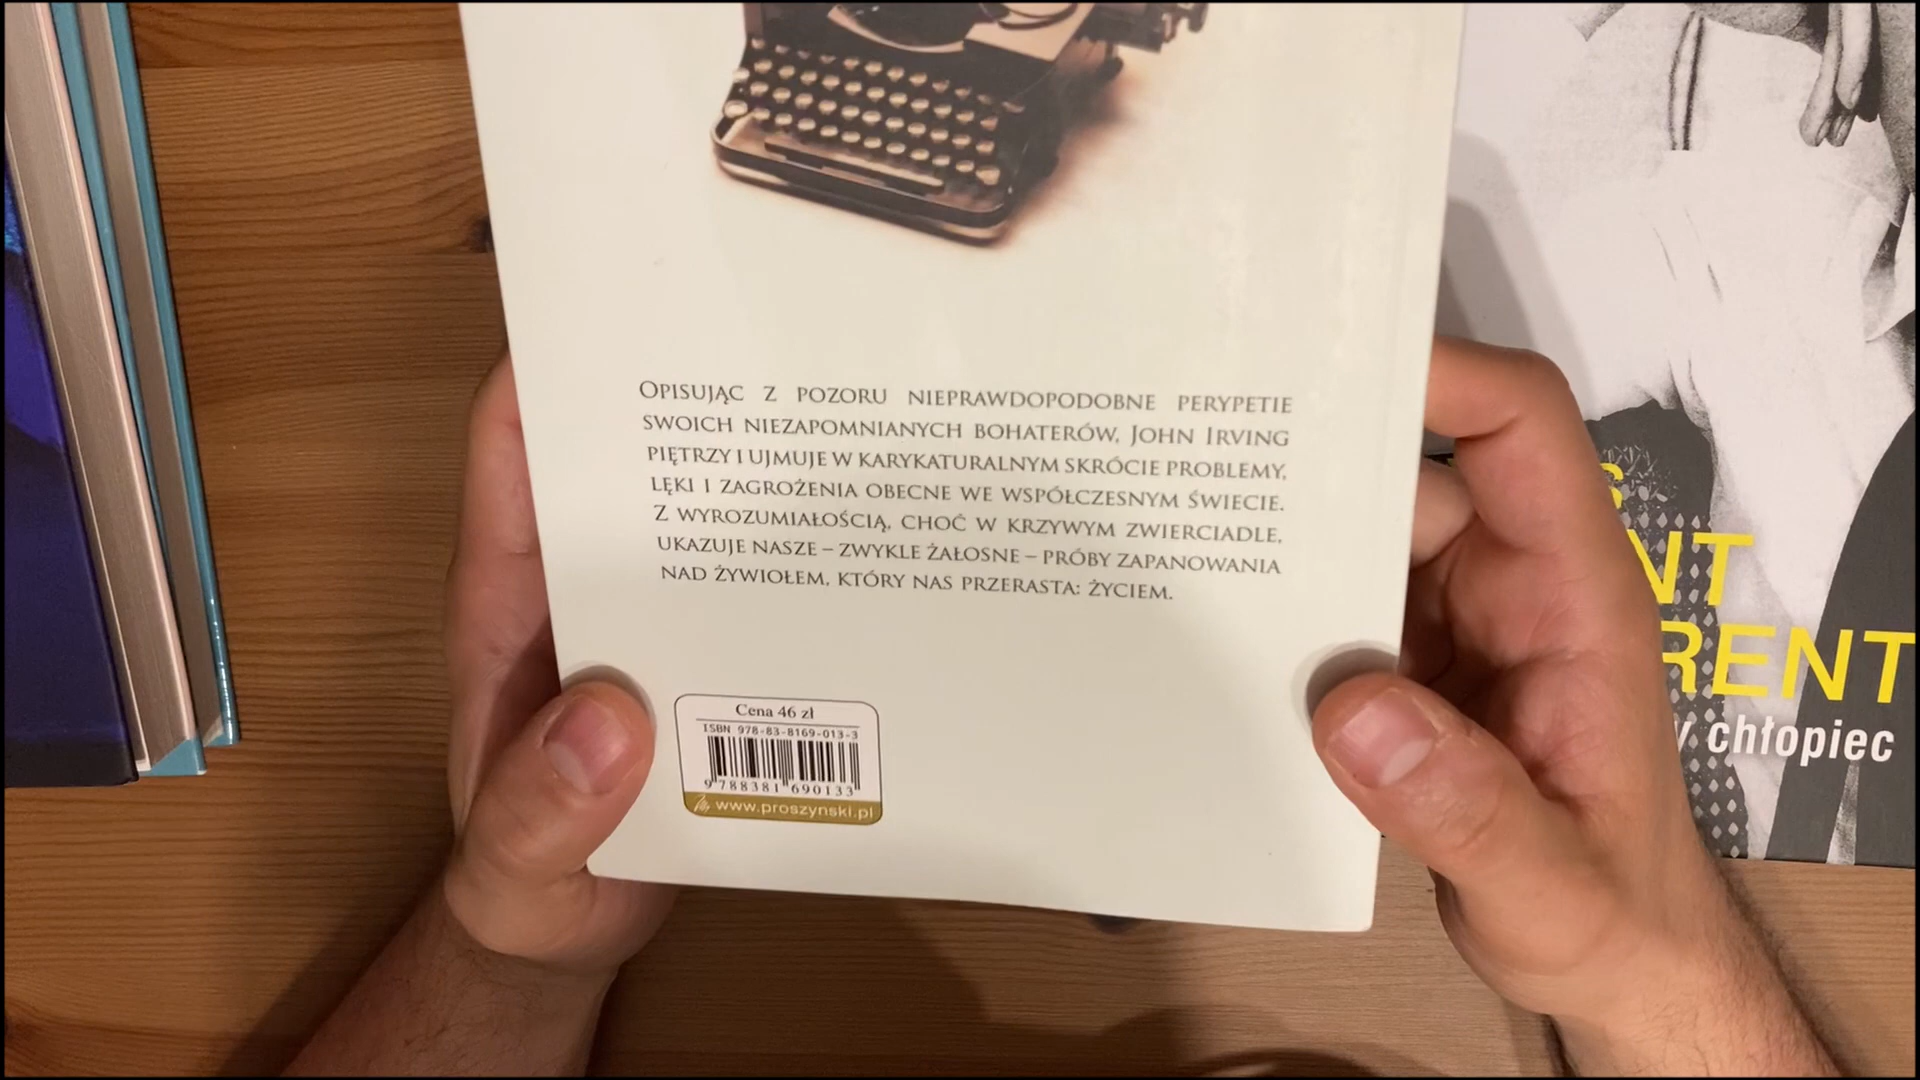 Opisując z pozoru nieprawdopodobne perypetie
swoich niezapomnianych bohaterów, John Irving
piętrzy i ujmuje w karykaturalnym skrócie problemy,
lęki i zagrożenia obecne we współczesnym świecie.
Z wyrozumiałością, choć w krzywym zwierciadle,
ukazuje nasze – zwykle żałosne – próby zapanowania
nad żywiołem, który nas przerasta: życiem.
Cena 46 zł
ISBN 978-83-8169-013-3
9 788381 690133
www.proszynski.pl
S
NT
RENT
y chłopiec